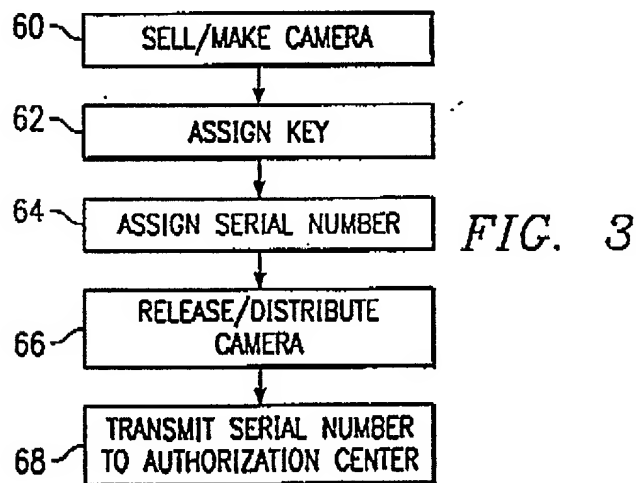 60
SELL/MAKE CAMERA
62
ASSIGN KEY
64
ASSIGN SERIAL NUMBER
FIG. 3
66
RELEASE/DISTRIBUTE
CAMERA
68
TRANSMIT SERIAL NUMBER
TO AUTHORIZATION CENTER